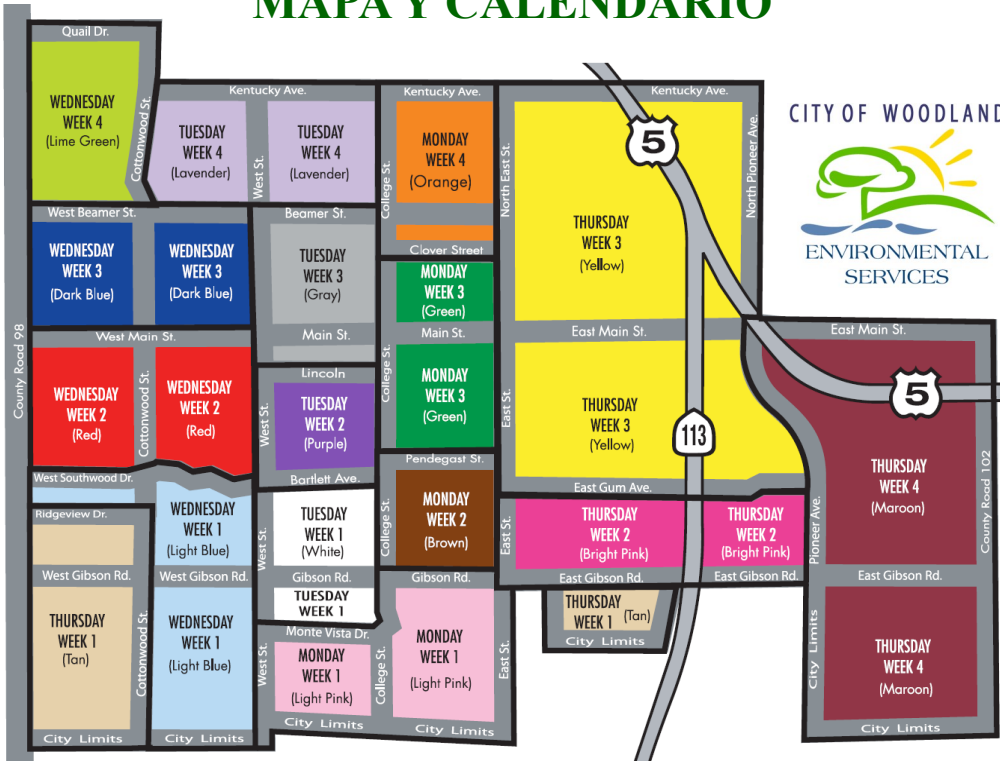 MAPA Y CALENDARIO
Quail Dr.
WEDNESDAY
WEEK 4
(Lime Green)
Cottonwood St.
Kentucky Ave.
TUESDAY
WEEK 4
(Lavender)
West St.
TUESDAY
WEEK 4
(Lavender)
College St.
Kentucky Ave.
MONDAY
WEEK 4
(Orange)
North East St.
Kentucky Ave.
5
North Pioneer Ave.
THURSDAY
WEEK 3
(Yellow)
CITY OF WOODLAND
ENVIRONMENTAL
SERVICES
County Road 98
West Beamer St.
WEDNESDAY
WEEK 3
(Dark Blue)
WEDNESDAY
WEEK 3
(Dark Blue)
Beamer St.
TUESDAY
WEEK 3
(Gray)
Main St.
Clover Street
MONDAY
WEEK 3
(Green)
Main St.
East Main St.
East Main St.
West Main St.
WEDNESDAY
WEEK 2
(Red)
Cottonwood St.
WEDNESDAY
WEEK 2
(Red)
West St.
Lincoln
TUESDAY
WEEK 2
(Purple)
Bartlett Ave.
College St.
MONDAY
WEEK 3
(Green)
Pendegast St.
East St.
THURSDAY
WEEK 3
(Yellow)
113
East Gum Ave.
5
THURSDAY
WEEK 4
(Maroon)
Pioneer Ave.
County Road 102
West Southwood Dr.
Ridgeview Dr.
WEDNESDAY
WEEK 1
(Light Blue)
West St.
TUESDAY
WEEK 1
(White)
College St.
MONDAY
WEEK 2
(Brown)
East St.
THURSDAY
WEEK 2
(Bright Pink)
THURSDAY
WEEK 2
(Bright Pink)
West Gibson Rd.
West Gibson Rd.
Gibson Rd.
Gibson Rd.
East Gibson Rd.
East Gibson Rd.
East Gibson Rd.
THURSDAY
WEEK 1
(Tan)
Cottonwood St.
WEDNESDAY
WEEK 1
(Light Blue)
TUESDAY
WEEK 1
Monte Vista Dr.
West St.
MONDAY
WEEK 1
(Light Pink)
College St.
MONDAY
WEEK 1
(Light Pink)
East St.
THURSDAY
WEEK 1 (Tan)
City Limits
City Limits
THURSDAY
WEEK 4
(Maroon)
City Limits
City Limits
City Limits
City Limits